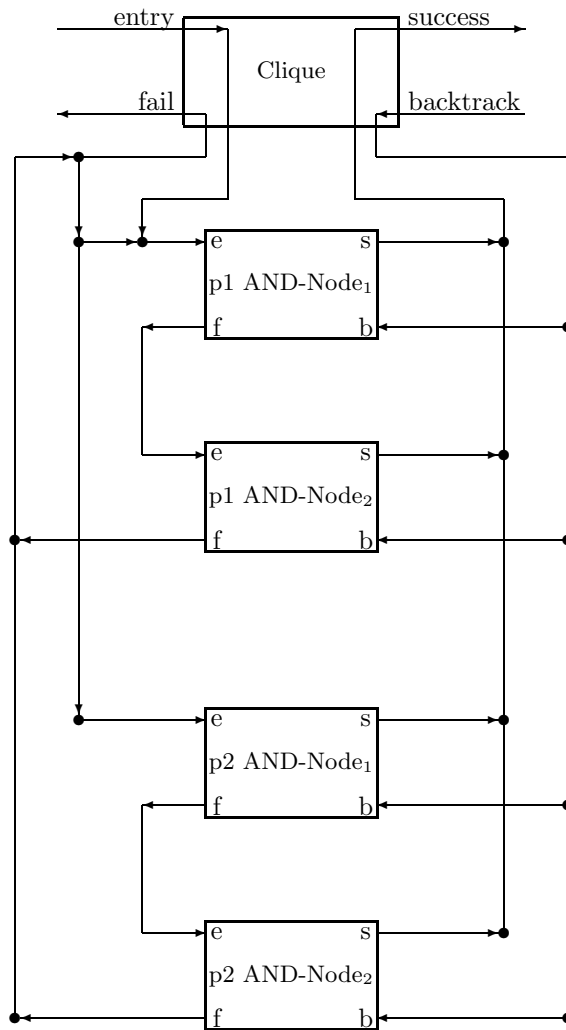 entry success
Clique
fail backtrack
e s
p1 AND-Node₁
f b
e s
p1 AND-Node₂
f b
e s
p2 AND-Node₁
f b
e s
p2 AND-Node₂
f b